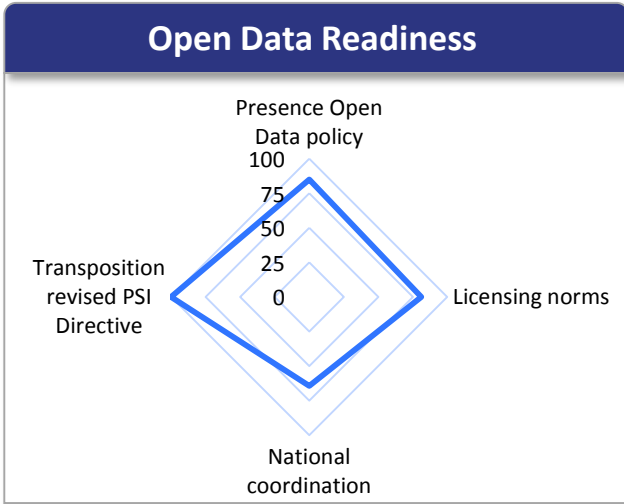 Open Data Readiness
Presence Open
Data policy
100
75
50
25
0
Transposition
revised PSI
Directive
Licensing norms
National
coordination